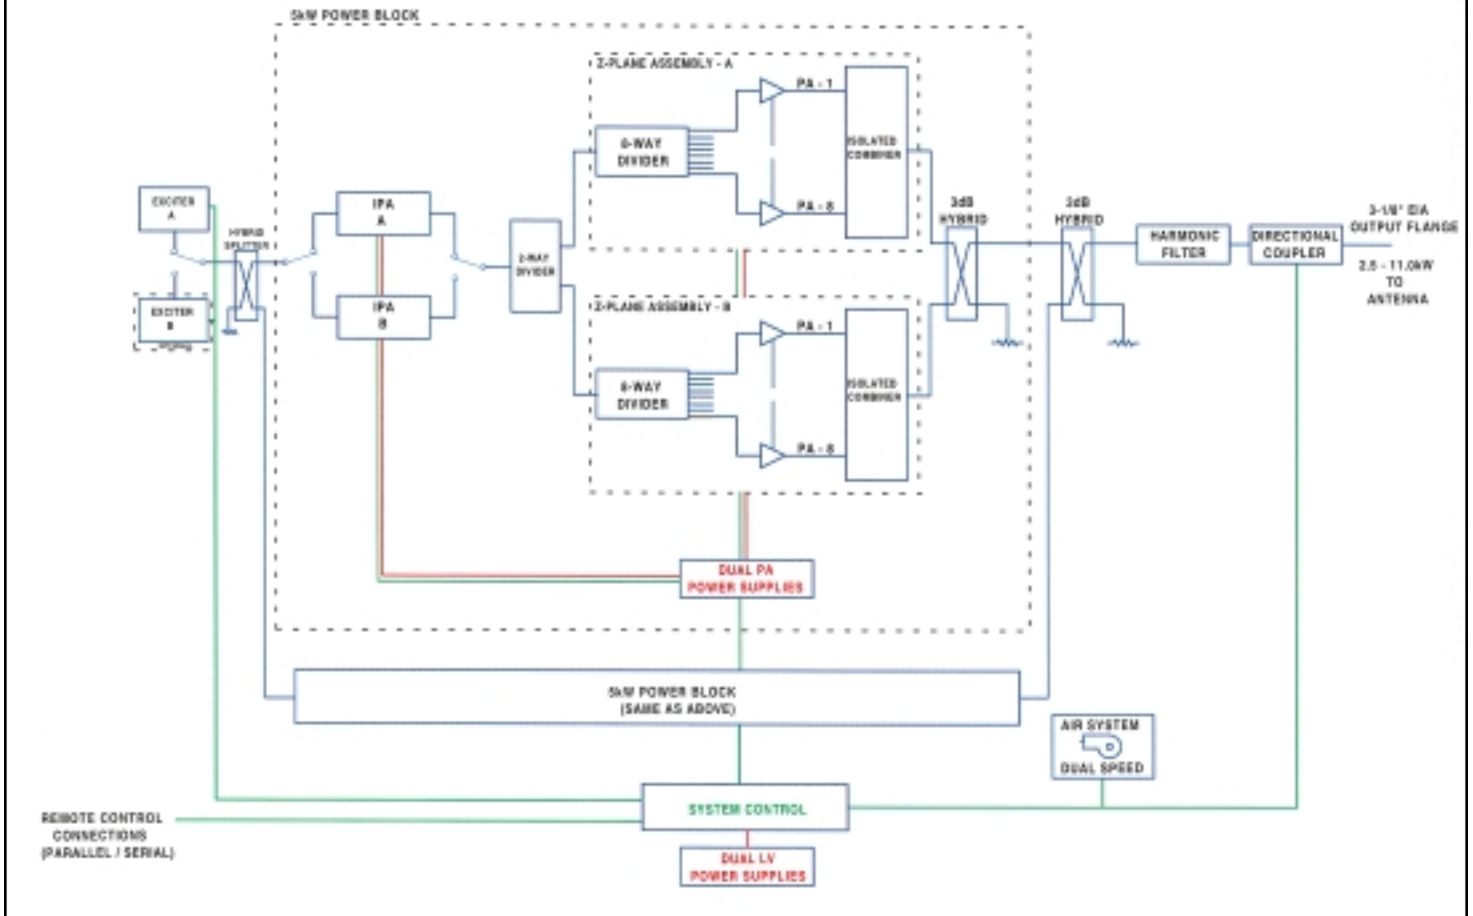 5kW POWER BLOCK
Z-PLANE ASSEMBLY - A
PA - 1
8-WAY
DIVIDER
ISOLATED
COMBINER
PA - 8
EXCITER
A
HYBRID
SPLITTER
IPA
A
2-WAY
DIVIDER
IPA
B
EXCITER
B
3dB
HYBRID
3dB
HYBRID
HARMONIC
FILTER
DIRECTIONAL
COUPLER
3-1/8" EIA
OUTPUT FLANGE
2.5 - 11.0kW
TO
ANTENNA
Z-PLANE ASSEMBLY - B
PA - 1
8-WAY
DIVIDER
ISOLATED
COMBINER
PA - 8
DUAL PA
POWER SUPPLIES
5kW POWER BLOCK
(SAME AS ABOVE)
AIR SYSTEM
DUAL SPEED
SYSTEM CONTROL
REMOTE CONTROL
CONNECTIONS
(PARALLEL / SERIAL)
DUAL LV
POWER SUPPLIES